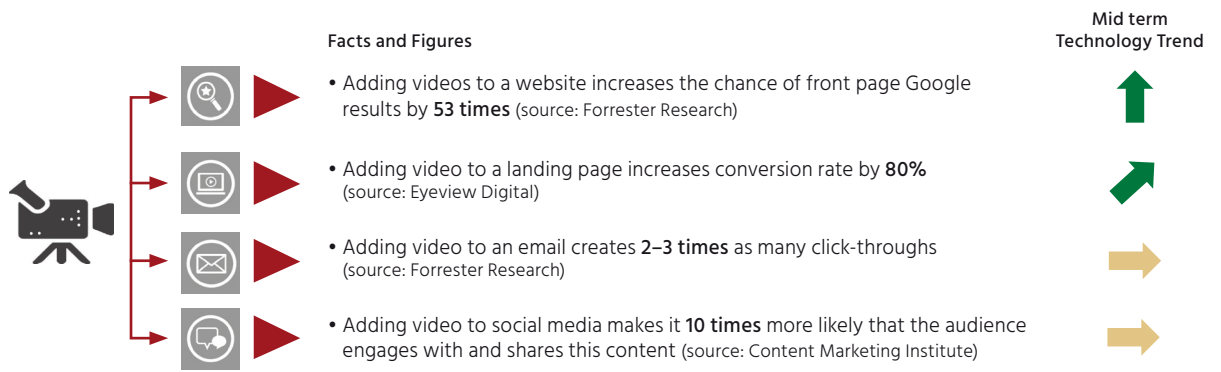 Facts and Figures
Mid term
Technology Trend
• Adding videos to a website increases the chance of front page Google
results by 53 times (source: Forrester Research)
• Adding video to a landing page increases conversion rate by 80%
(source: Eyeview Digital)
• Adding video to an email creates 2–3 times as many click-throughs
(source: Forrester Research)
• Adding video to social media makes it 10 times more likely that the audience
engages with and shares this content (source: Content Marketing Institute)